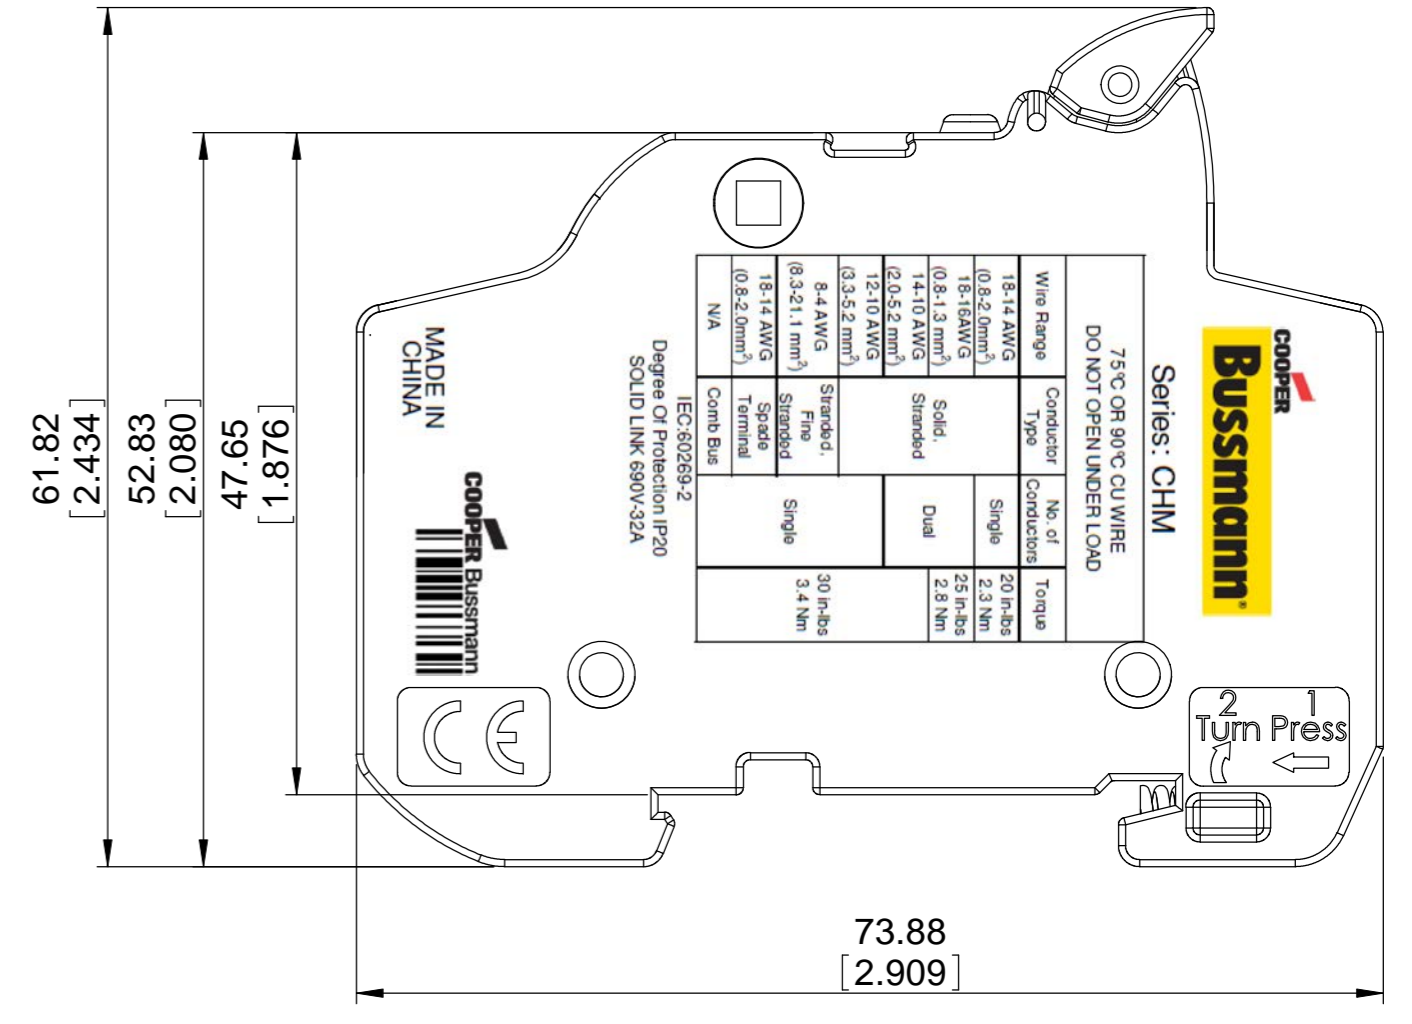 61.82
[2.434]
52.83
[2.080]
47.65
[1.876]
73.88
[2.909]
COOPER
Bussmann®
Series: CHM
75°C OR 90°C CU WIRE
DO NOT OPEN UNDER LOAD
Wire Range
Conductor
Type
No. of
Conductors
Torque
18-14 AWG
(0.8-2.0mm²)
18-16AWG
(0.8-1.3 mm²)
14-10 AWG
(2.0-5.2 mm²)
12-10 AWG
(3.3-5.2 mm²)
8-4 AWG
(8.3-21.1 mm²)
18-14 AWG
(0.8-2.0mm²)
N/A
Solid,
Stranded
Stranded,
Fine
Stranded
Spade
Terminal
Comb Bus
Single
Dual
Single
20 in-lbs
2.3 Nm
25 in-lbs
2.8 Nm
30 in-lbs
3.4 Nm
IEC:60269-2
Degree Of Protection IP20
SOLID LINK 690V-32A
COOPER Bussmann
MADE IN
CHINA
CE
2 1
Turn Press